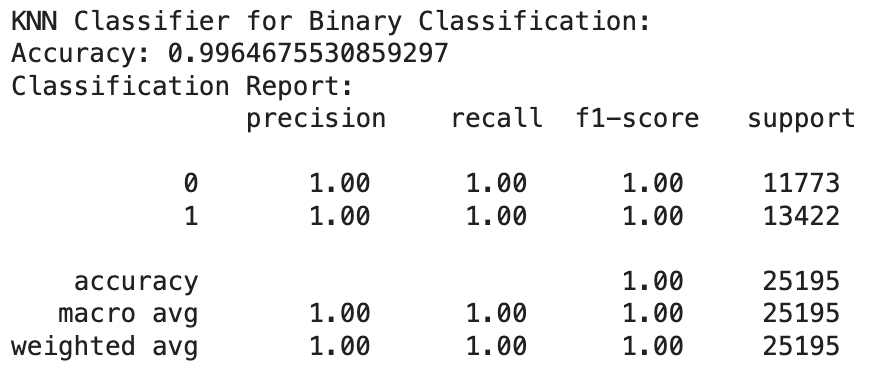 KNN Classifier for Binary Classification:
Accuracy: 0.9964675530859297
Classification Report:
precision recall f1-score support
0 1.00 1.00 1.00 11773
1 1.00 1.00 1.00 13422
accuracy 1.00 25195
macro avg 1.00 1.00 1.00 25195
weighted avg 1.00 1.00 1.00 25195